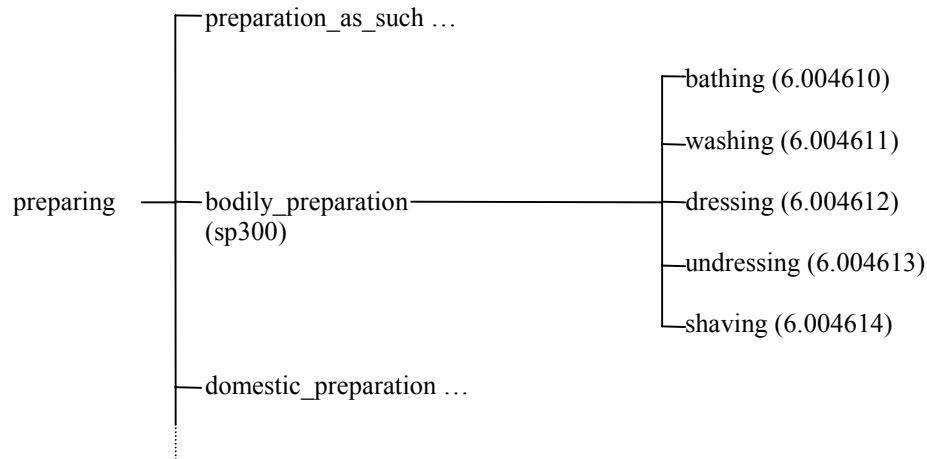 preparation_as_such …
bathing (6.004610)
washing (6.004611)
preparing
bodily_preparation
(sp300)
dressing (6.004612)
undressing (6.004613)
shaving (6.004614)
domestic_preparation …